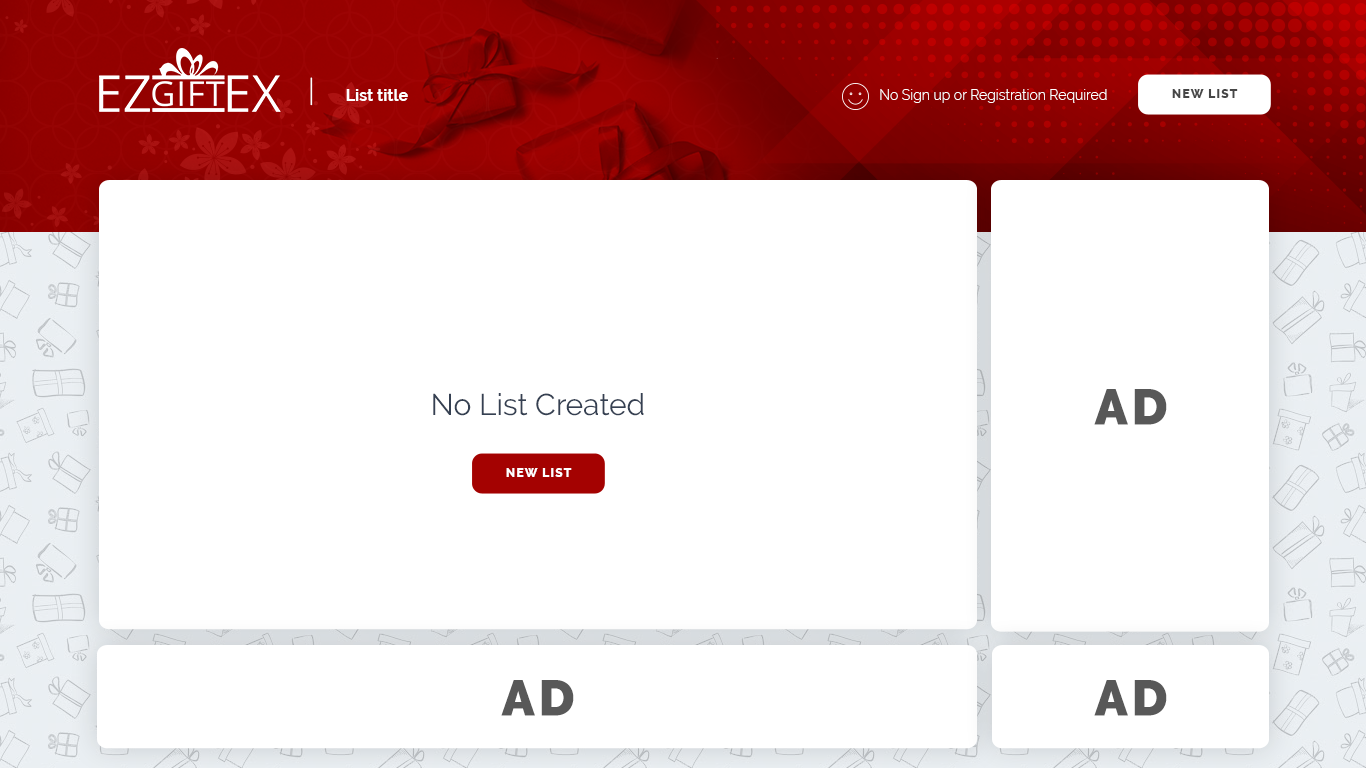 EZGIFTEX
List title
No Sign up or Registration Required
NEW LIST
No List Created
NEW LIST
AD
AD
AD